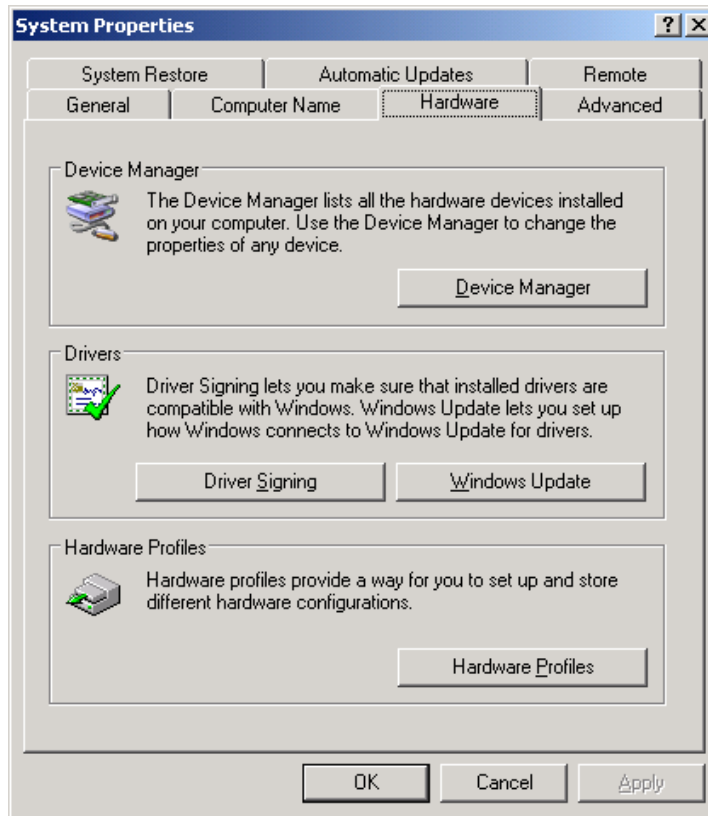 System Properties
System Restore Automatic Updates Remote
General Computer Name Hardware Advanced
Device Manager
The Device Manager lists all the hardware devices installed
on your computer. Use the Device Manager to change the
properties of any device.
Device Manager
Drivers
Driver Signing lets you make sure that installed drivers are
compatible with Windows. Windows Update lets you set up
how Windows connects to Windows Update for drivers.
Driver Signing Windows Update
Hardware Profiles
Hardware profiles provide a way for you to set up and store
different hardware configurations.
Hardware Profiles
OK Cancel Apply